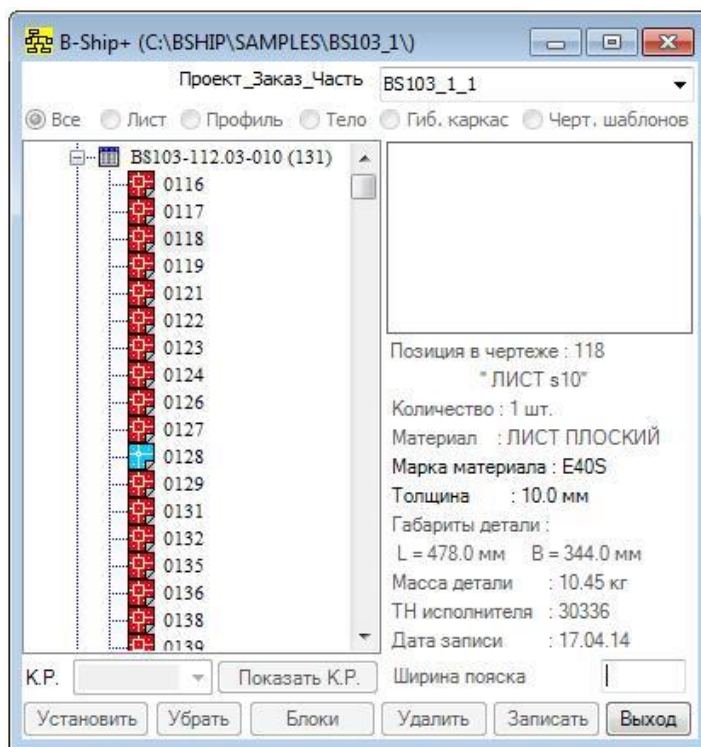 B-Ship+ (C:\BSHIP\SAMPLES\BS103_1\)
Проект_Заказ_Часть BS103_1_1
Все Лист Профиль Тело Гиб. каркас Черт. шаблонов
BS103-112.03-010 (131)
0116
0117
0118
0119
0121
0122
0123
0124
0126
0127
0128
0129
0131
0132
0135
0136
0138
0139
Позиция в чертеже : 118
" ЛИСТ s10"
Количество : 1 шт.
Материал : ЛИСТ ПЛОСКИЙ
Марка материала : E40S
Толщина : 10.0 мм
Габариты детали :
L = 478.0 мм B = 344.0 мм
Масса детали : 10.45 кг
ТН исполнителя : 30336
Дата записи : 17.04.14
К.Р. Показать К.Р. Ширина пояска
Установить Убрать Блоки Удалить Записать Выход